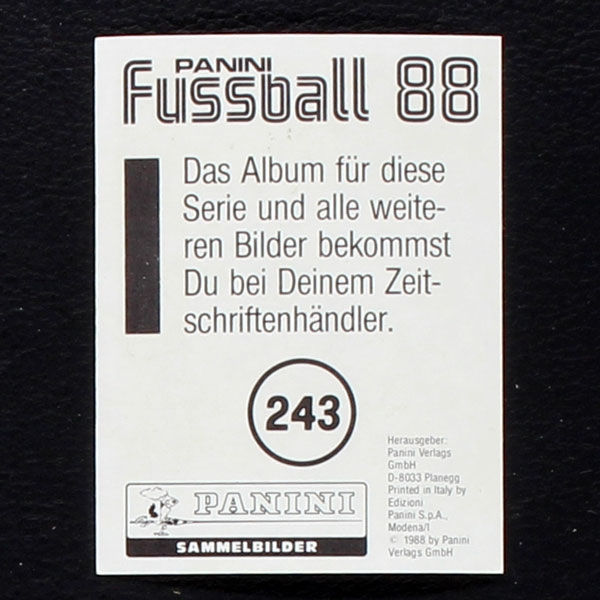 PANINI
Fussball 88
Das Album für diese
Serie und alle weite-
ren Bilder bekommst
Du bei Deinem Zeit-
schriftenhändler.
243
Herausgeber:
Panini Verlags
GmbH
D-8033 Planegg
Printed in Italy by
Edizioni
Panini S.p.A.,
Modena/I
© 1988 by Panini
Verlags GmbH
PANINI
SAMMELBILDER